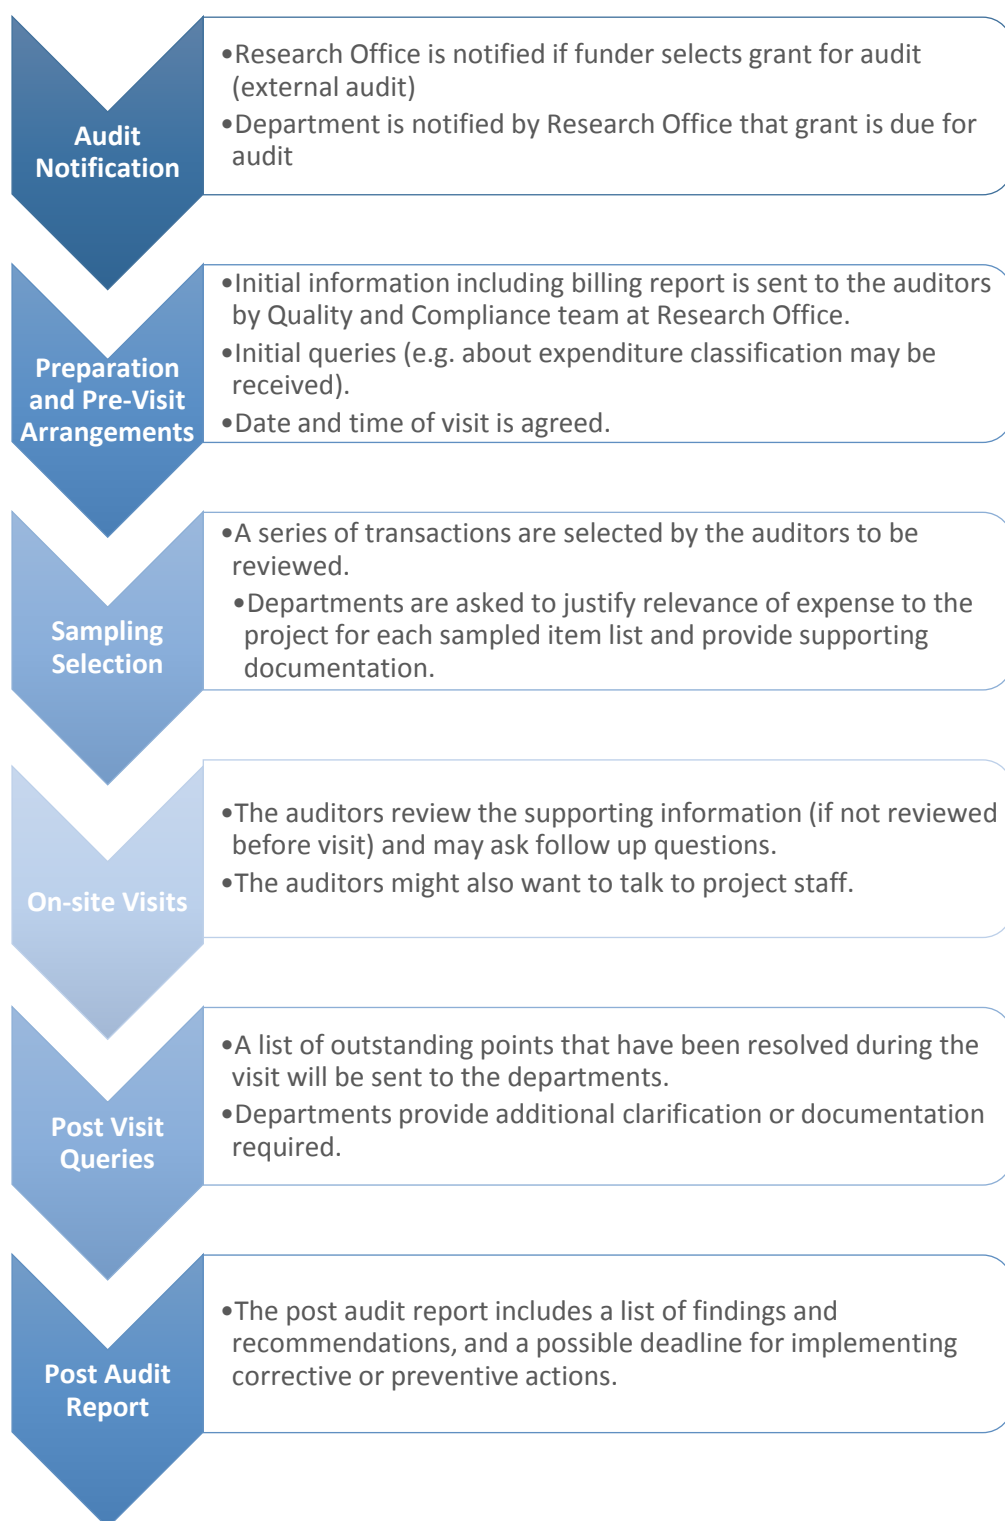 Audit
Notification
•Research Office is notified if funder selects grant for audit
(external audit)
•Department is notified by Research Office that grant is due for
audit
Preparation
and Pre-Visit
Arrangements
•Initial information including billing report is sent to the auditors
by Quality and Compliance team at Research Office.
•Initial queries (e.g. about expenditure classification may be
received).
•Date and time of visit is agreed.
Sampling
Selection
•A series of transactions are selected by the auditors to be
reviewed.
•Departments are asked to justify relevance of expense to the
project for each sampled item list and provide supporting
documentation.
On-site Visits
•The auditors review the supporting information (if not reviewed
before visit) and may ask follow up questions.
•The auditors might also want to talk to project staff.
Post Visit
Queries
•A list of outstanding points that have been resolved during the
visit will be sent to the departments.
•Departments provide additional clarification or documentation
required.
Post Audit
Report
•The post audit report includes a list of findings and
recommendations, and a possible deadline for implementing
corrective or preventive actions.